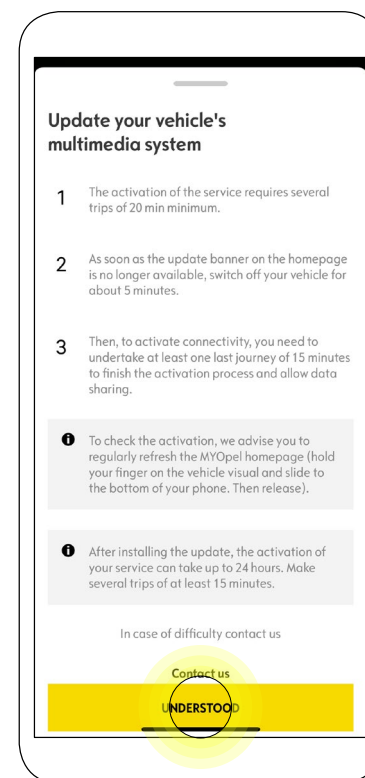 Update your vehicle's
multimedia system
1
The activation of the service requires several
trips of 20 min minimum.
2
As soon as the update banner on the homepage
is no longer available, switch off your vehicle for
about 5 minutes.
3
Then, to activate connectivity, you need to
undertake at least one last journey of 15 minutes
to finish the activation process and allow data
sharing.
To check the activation, we advise you to
regularly refresh the MYOpel homepage (hold
your finger on the vehicle visual and slide to
the bottom of your phone. Then release).
After installing the update, the activation of
your service can take up to 24 hours. Make
several trips of at least 15 minutes.
In case of difficulty contact us
Contact us
UNDERSTOOD